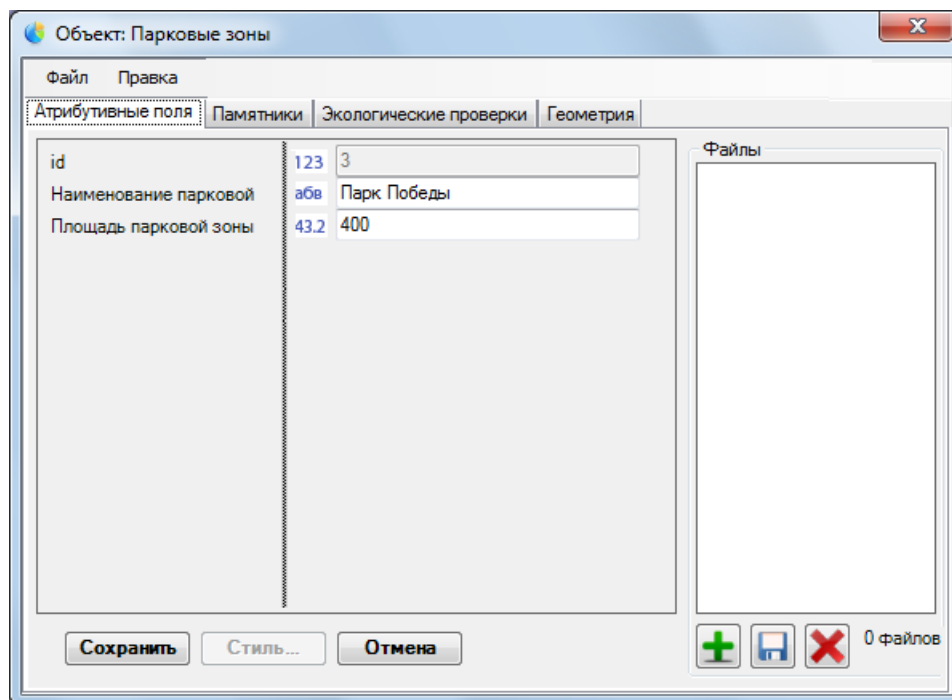 Объект: Парковые зоны
Файл Правка
Атрибутивные поля Памятники Экологические проверки Геометрия
id 123 3
Наименование парковой абв Парк Победы
Площадь парковой зоны 43.2 400
Файлы
Сохранить Стиль... Отмена
0 файлов